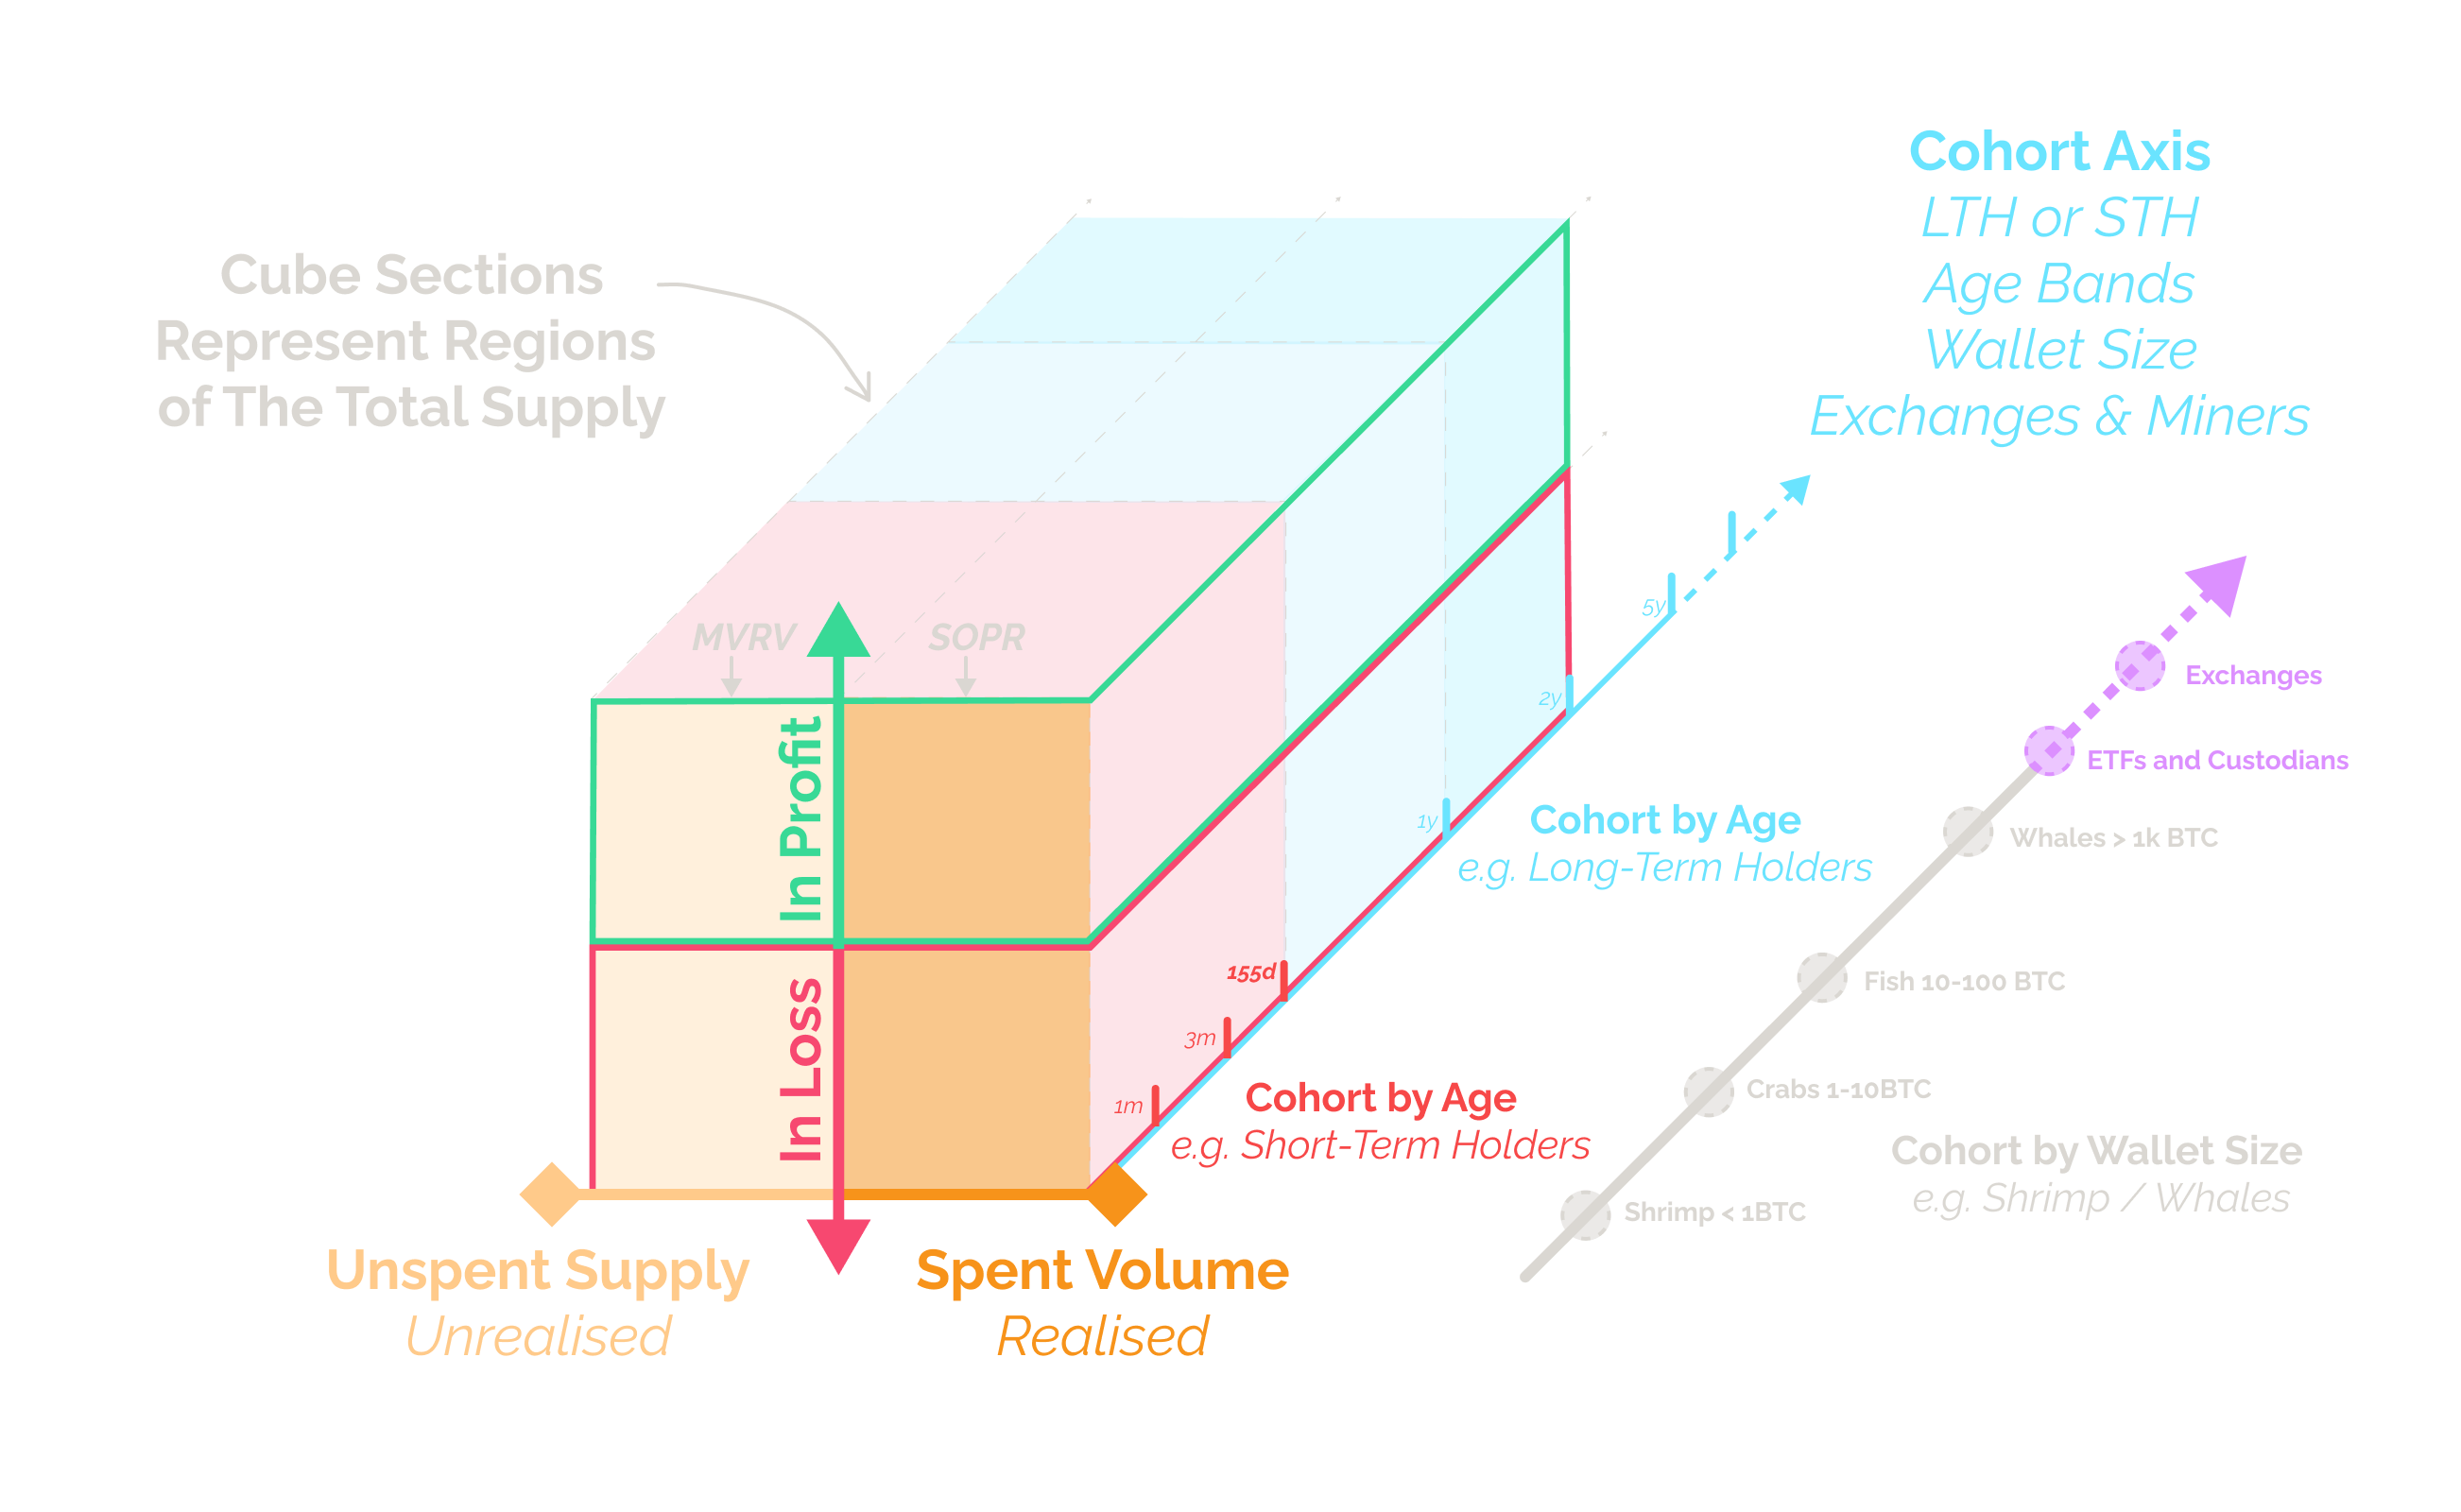 Cube Sections
Represent Regions
of The Total Supply
Cohort Axis
LTH or STH
Age Bands
Wallet Size
Exchanges & Miners
MVRV
SOPR
In Profit
In Loss
5y
2y
1y
155d
3m
1m
Exchanges
ETFs and Custodians
Whales > 1k BTC
Fish 10-100 BTC
Crabs 1-10BTC
Shrimp < 1BTC
Cohort by Age
e.g. Long-Term Holders
Cohort by Age
e.g. Short-Term Holders
Cohort by Wallet Size
e.g. Shrimp / Whales
Unspent Supply
Unrealised
Spent Volume
Realised